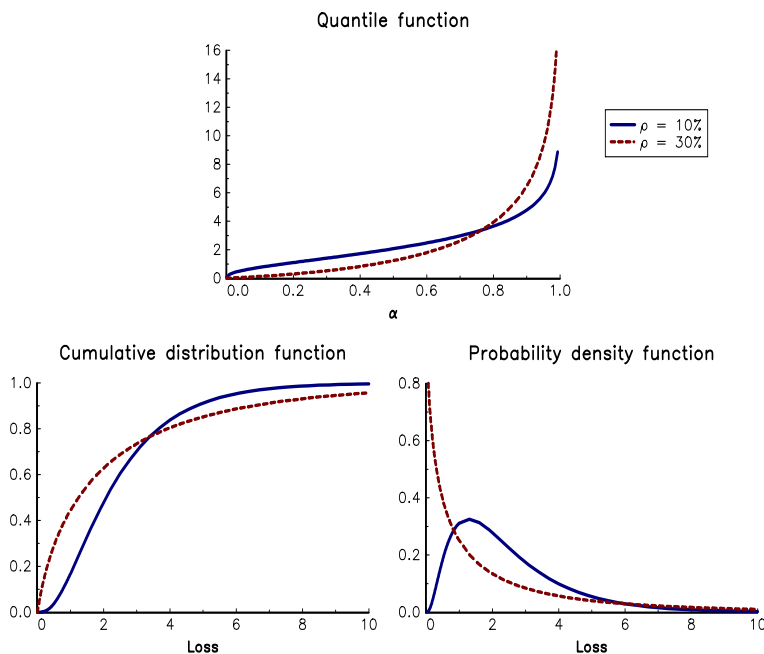 Quantile function
16
14
12
10
8
6
4
2
0
0.0 0.2 0.4 0.6 0.8 1.0
α
ρ = 10%
ρ = 30%
Cumulative distribution function
1.0
0.8
0.6
0.4
0.2
0.0
0 2 4 6 8 10
Loss
Probability density function
0.8
0.6
0.4
0.2
0.0
0 2 4 6 8 10
Loss